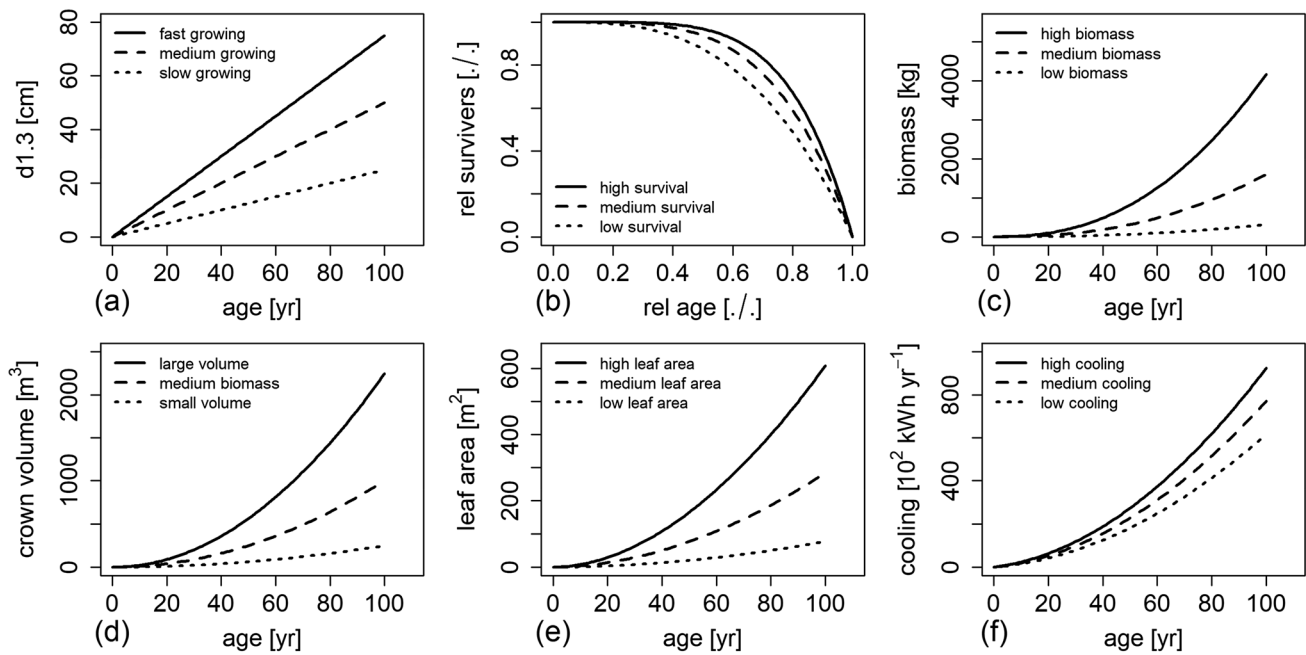 fast growing
medium growing
slow growing
d1.3 [cm]
0 20 40 60 80
0 20 40 60 80 100
(a) age [yr]
high survival
medium survival
low survival
rel survivers [./.]
0.0 0.4 0.8
0.0 0.2 0.4 0.6 0.8 1.0
(b) rel age [./.]
high biomass
medium biomass
low biomass
biomass [kg]
0 2000 4000
0 20 40 60 80 100
(c) age [yr]
large volume
medium biomass
small volume
crown volume [m³]
0 1000 2000
0 20 40 60 80 100
(d) age [yr]
high leaf area
medium leaf area
low leaf area
leaf area [m²]
0 200 400 600
0 20 40 60 80 100
(e) age [yr]
high cooling
medium cooling
low cooling
cooling [10² kWh yr⁻¹]
0 400 800
0 20 40 60 80 100
(f) age [yr]